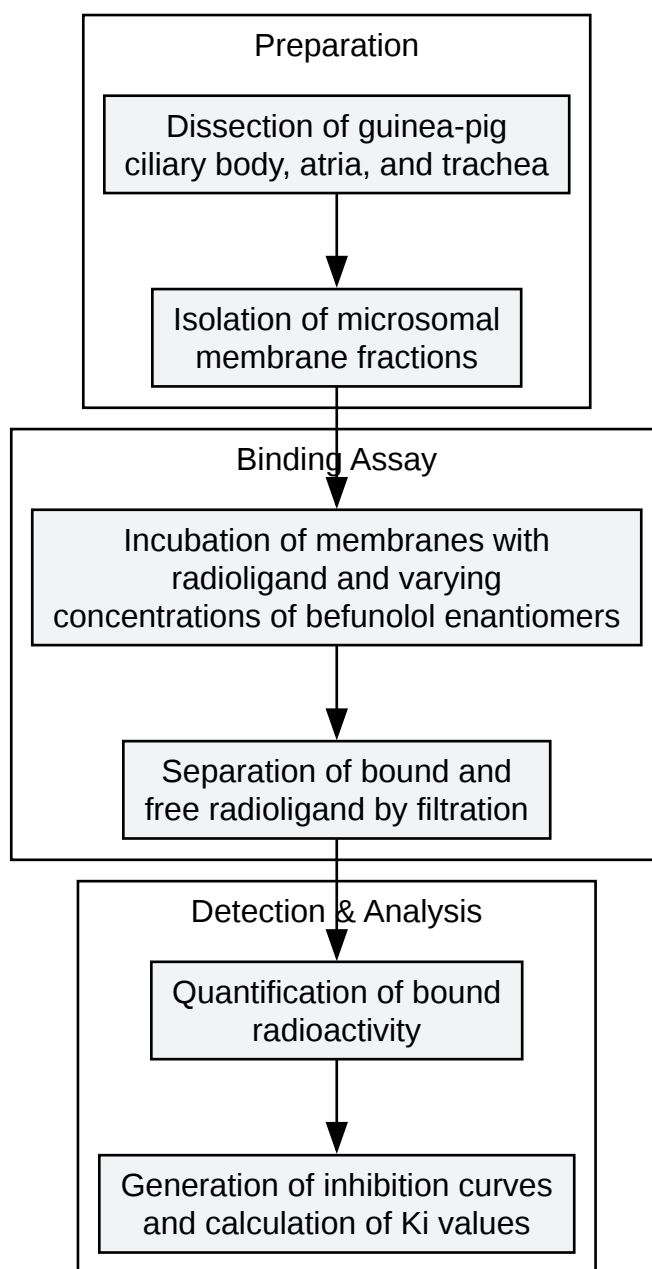 Preparation
Dissection of guinea-pig
ciliary body, atria, and trachea
Isolation of microsomal
membrane fractions
Binding Assay
Incubation of membranes with
radioligand and varying
concentrations of befunolol enantiomers
Separation of bound and
free radioligand by filtration
Detection & Analysis
Quantification of bound
radioactivity
Generation of inhibition curves
and calculation of Ki values